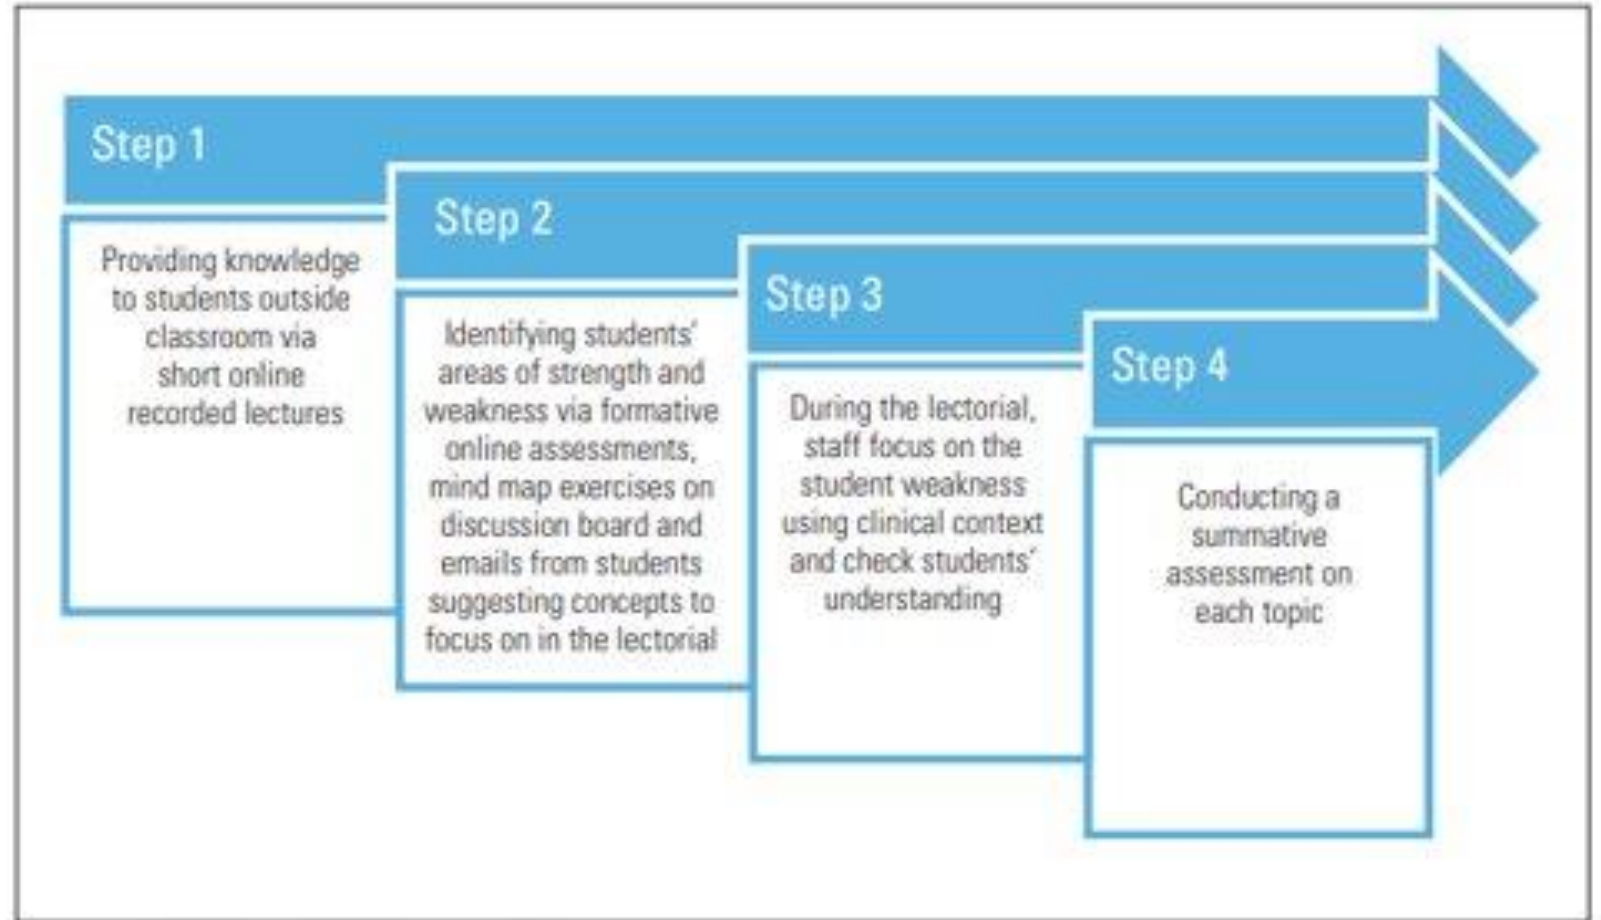 Step 1
Providing knowledge
to students outside
classroom via
short online
recorded lectures
Step 2
Identifying students'
areas of strength and
weakness via formative
online assessments,
mind map exercises on
discussion board and
emails from students
suggesting concepts to
focus on in the lectorial
Step 3
During the lectorial,
staff focus on the
student weakness
using clinical context
and check students'
understanding
Step 4
Conducting a
summative
assessment on
each topic